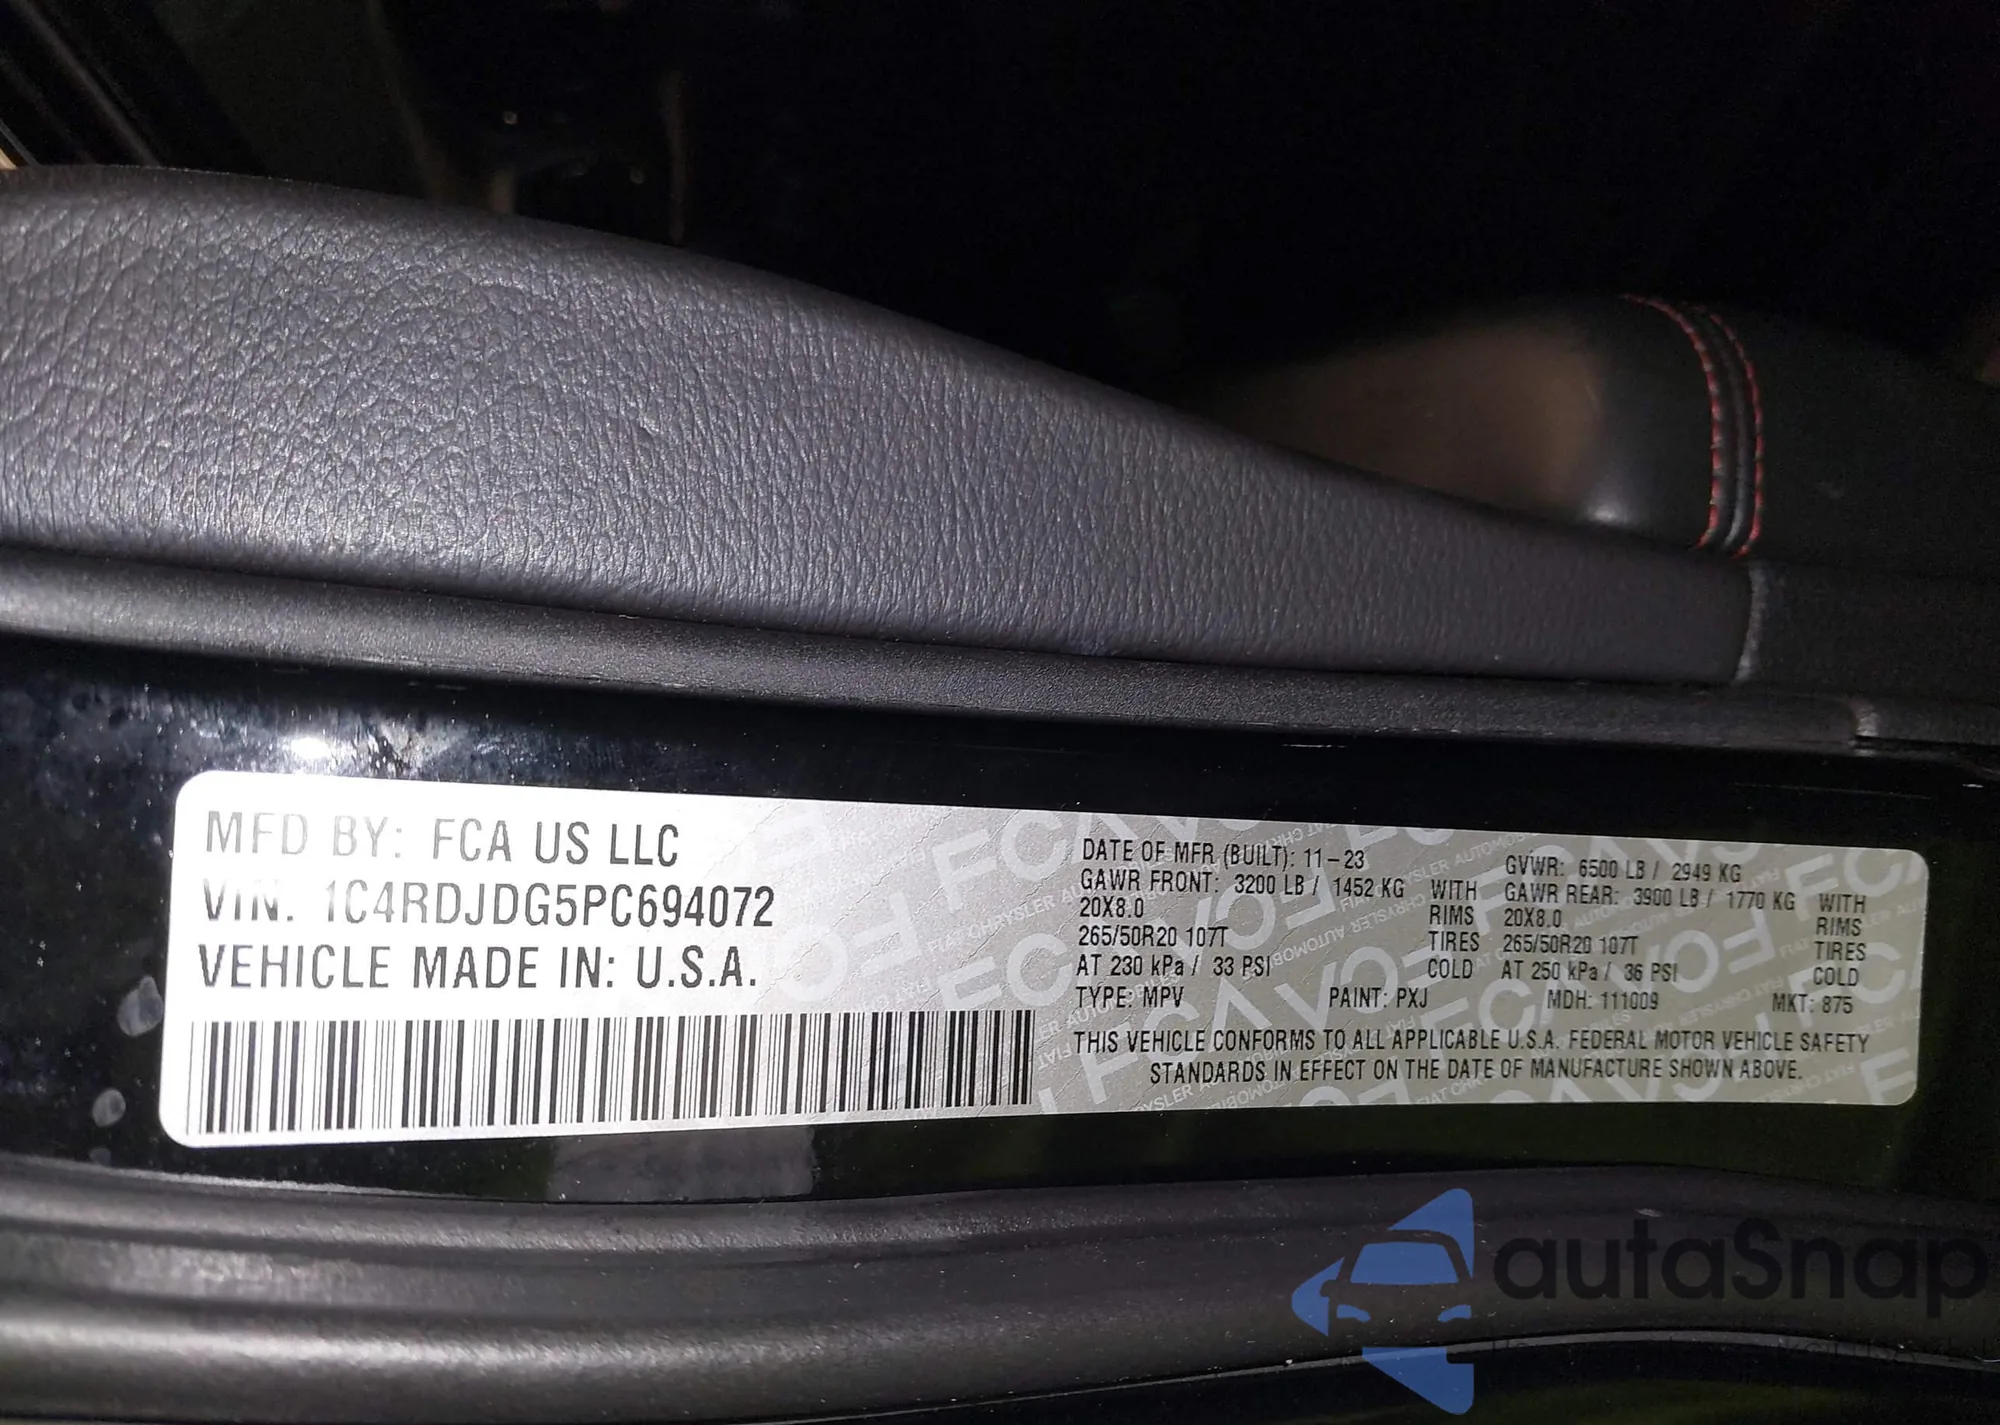 MFD BY: FCA US LLC
VIN: 1C4RDJDG5PC694072
VEHICLE MADE IN: U.S.A.
DATE OF MFR (BUILT): 11-23
GVWR: 6500 LB / 2949 KG
GAWR FRONT: 3200 LB / 1452 KG WITH
20X8.0 RIMS
265/50R20 107T TIRES
AT 230 kPa / 33 PSI COLD
GAWR REAR: 3900 LB / 1770 KG WITH
20X8.0 RIMS
265/50R20 107T TIRES
AT 250 kPa / 36 PSI COLD
TYPE: MPV PAINT: PXJ MDH: 111009 MKT: 875
THIS VEHICLE CONFORMS TO ALL APPLICABLE U.S.A. FEDERAL MOTOR VEHICLE SAFETY
STANDARDS IN EFFECT ON THE DATE OF MANUFACTURE SHOWN ABOVE.
autaSnap